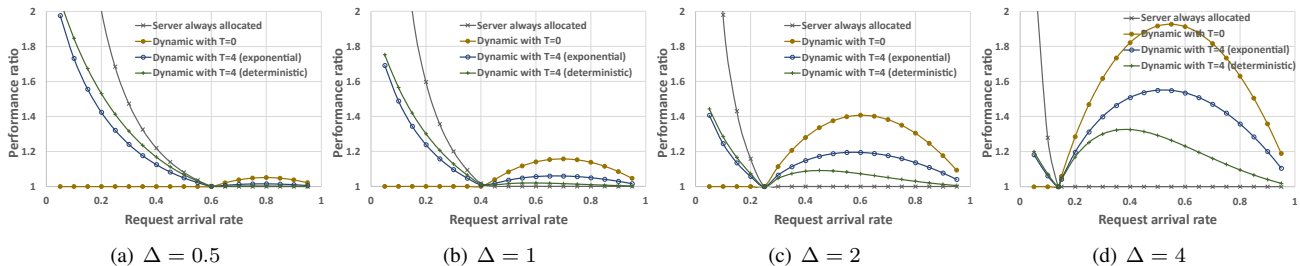 Performance ratio
2
1.8
1.6
1.4
1.2
1
0 0.2 0.4 0.6 0.8 1
Request arrival rate
Server always allocated
Dynamic with T=0
Dynamic with T=4 (exponential)
Dynamic with T=4 (deterministic)
(a) Δ = 0.5
Performance ratio
2
1.8
1.6
1.4
1.2
1
0 0.2 0.4 0.6 0.8 1
Request arrival rate
Server always allocated
Dynamic with T=0
Dynamic with T=4 (exponential)
Dynamic with T=4 (deterministic)
(b) Δ = 1
Performance ratio
2
1.8
1.6
1.4
1.2
1
0 0.2 0.4 0.6 0.8 1
Request arrival rate
Server always allocated
Dynamic with T=0
Dynamic with T=4 (exponential)
Dynamic with T=4 (deterministic)
(c) Δ = 2
Performance ratio
2
1.8
1.6
1.4
1.2
1
0 0.2 0.4 0.6 0.8 1
Request arrival rate
Server always allocated
Dynamic with T=0
Dynamic with T=4 (exponential)
Dynamic with T=4 (deterministic)
(d) Δ = 4